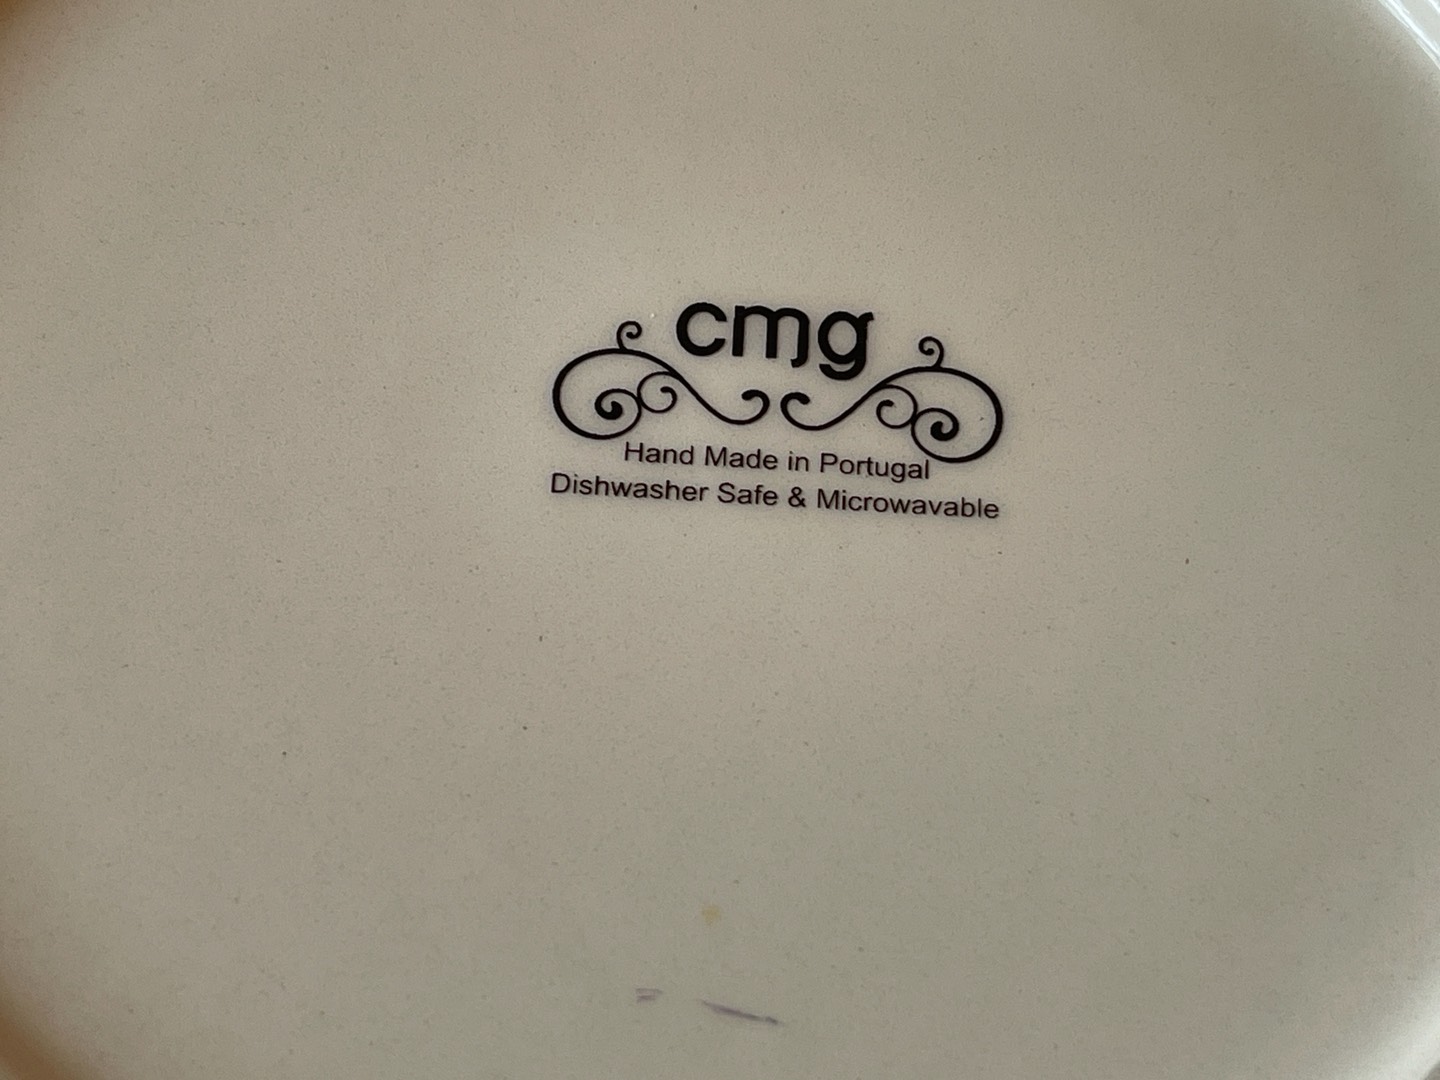 cmg
Hand Made in Portugal
Dishwasher Safe & Microwavable